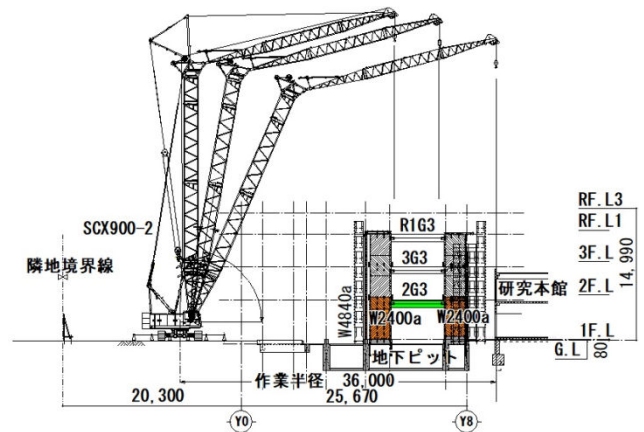 SCX900-2
隣地境界線
RF.L3
RF.L1
R1G3
3F.L
3G3
14,990
2F.L
研究本館
2G3
W4840a
W2400a
W2400a
1F.L
G.L
80
地下ピット
作業半径
36,000
20,300
25,670
Y0
Y8